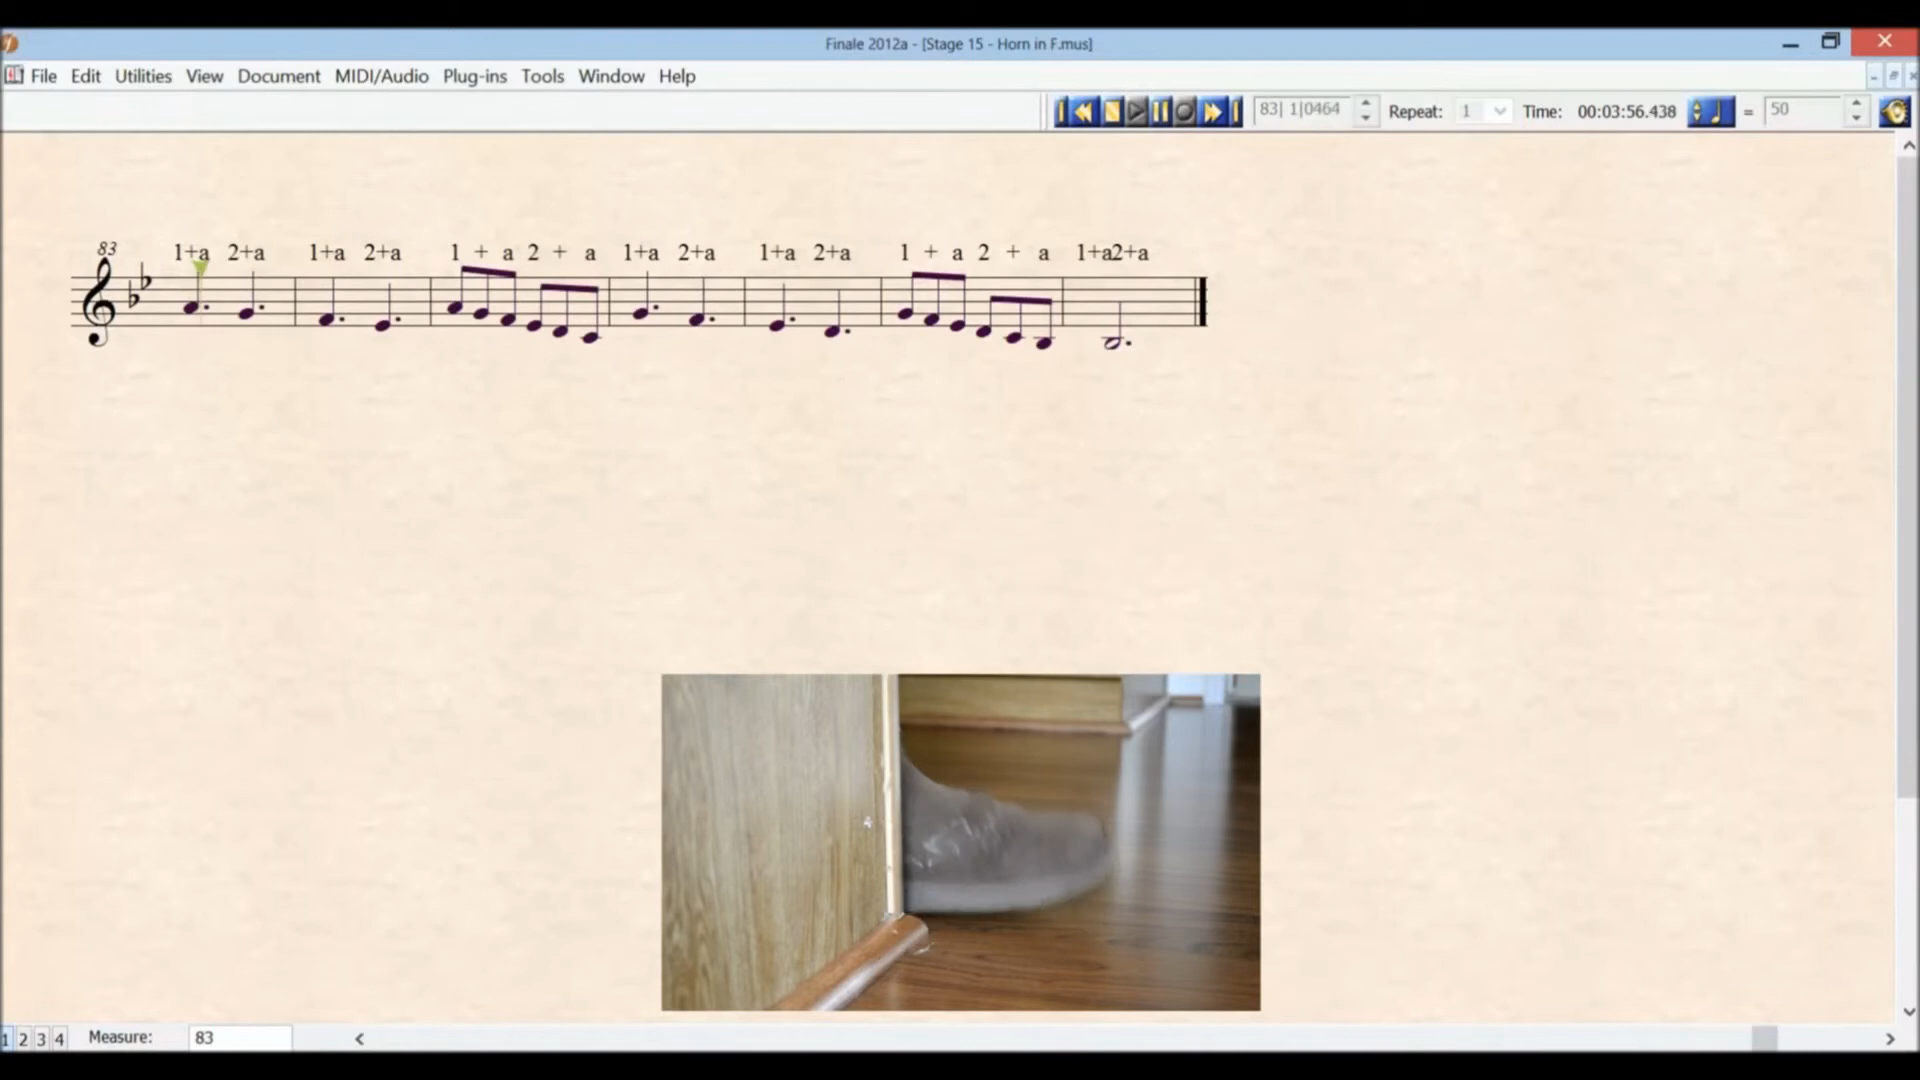 Finale 2012a - [Stage 15 - Horn in F.mus]
File Edit Utilities View Document MIDI/Audio Plug-ins Tools Window Help
83| 1|0464 Repeat: 1 Time: 00:03:56.438 = 50
83 1+a 2+a 1+a 2+a 1 + a 2 + a 1+a 2+a 1+a 2+a 1 + a 2 + a 1+a2+a
1 2 3 4 Measure: 83